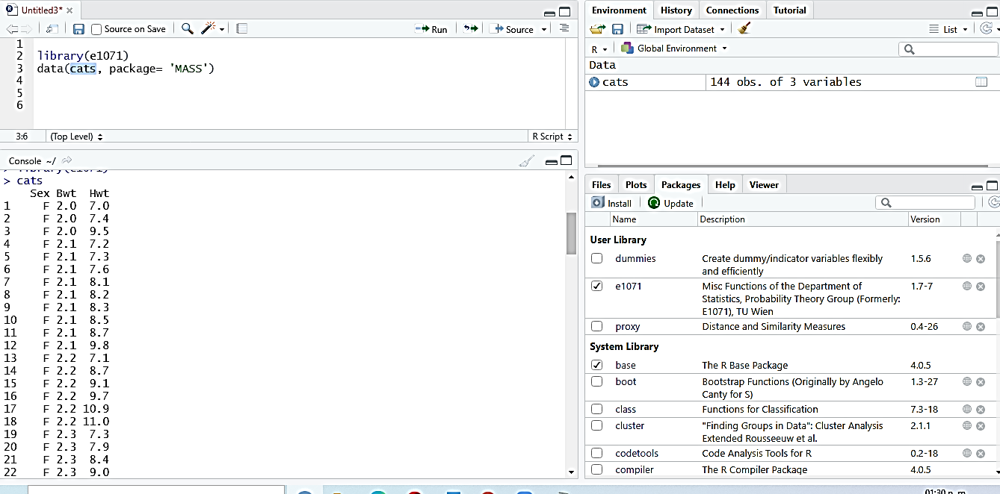 Untitled3*
Source on Save
Run
Source
1
2 library(e1071)
3 data(cats, package= 'MASS')
4
5
6
3:6 (Top Level) R Script
Console ~/
> library(e1071)
> cats
Sex Bwt Hwt
1 F 2.0 7.0
2 F 2.0 7.4
3 F 2.0 9.5
4 F 2.1 7.2
5 F 2.1 7.3
6 F 2.1 7.6
7 F 2.1 8.1
8 F 2.1 8.2
9 F 2.1 8.3
10 F 2.1 8.5
11 F 2.1 8.7
12 F 2.1 9.8
13 F 2.2 7.1
14 F 2.2 8.7
15 F 2.2 9.1
16 F 2.2 9.7
17 F 2.2 10.9
18 F 2.2 11.0
19 F 2.3 7.3
20 F 2.3 7.9
21 F 2.3 8.4
22 F 2.3 9.0
Environment History Connections Tutorial
Import Dataset List
R Global Environment
Data
cats 144 obs. of 3 variables
Files Plots Packages Help Viewer
Install Update
Name Description Version
User Library
dummies Create dummy/indicator variables flexibly 1.5.6
and efficiently
e1071 Misc Functions of the Department of 1.7-7
Statistics, Probability Theory Group (Formerly:
E1071), TU Wien
proxy Distance and Similarity Measures 0.4-26
System Library
base The R Base Package 4.0.5
boot Bootstrap Functions (Originally by Angelo 1.3-27
Canty for S)
class Functions for Classification 7.3-18
cluster "Finding Groups in Data": Cluster Analysis 2.1.1
Extended Rousseeuw et al.
codetools Code Analysis Tools for R 0.2-18
compiler The R Compiler Package 4.0.5
01:30 p. m.